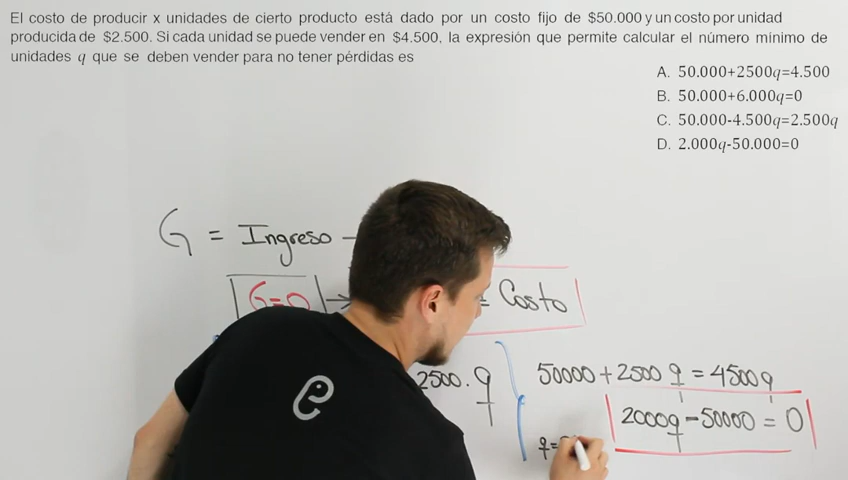 El costo de producir x unidades de cierto producto está dado por un costo fijo de $50.000 y un costo por unidad
producida de $2.500. Si cada unidad se puede vender en $4.500, la expresión que permite calcular el número mínimo de
unidades q que se deben vender para no tener pérdidas es
A. 50.000+2500q=4.500
B. 50.000+6.000q=0
C. 50.000-4.500q=2.500q
D. 2.000q-50.000=0
G = Ingreso -
G=0 → = Costo
2500.q
50000+2500q = 4500q
2000q-50000 = 0
q=
e